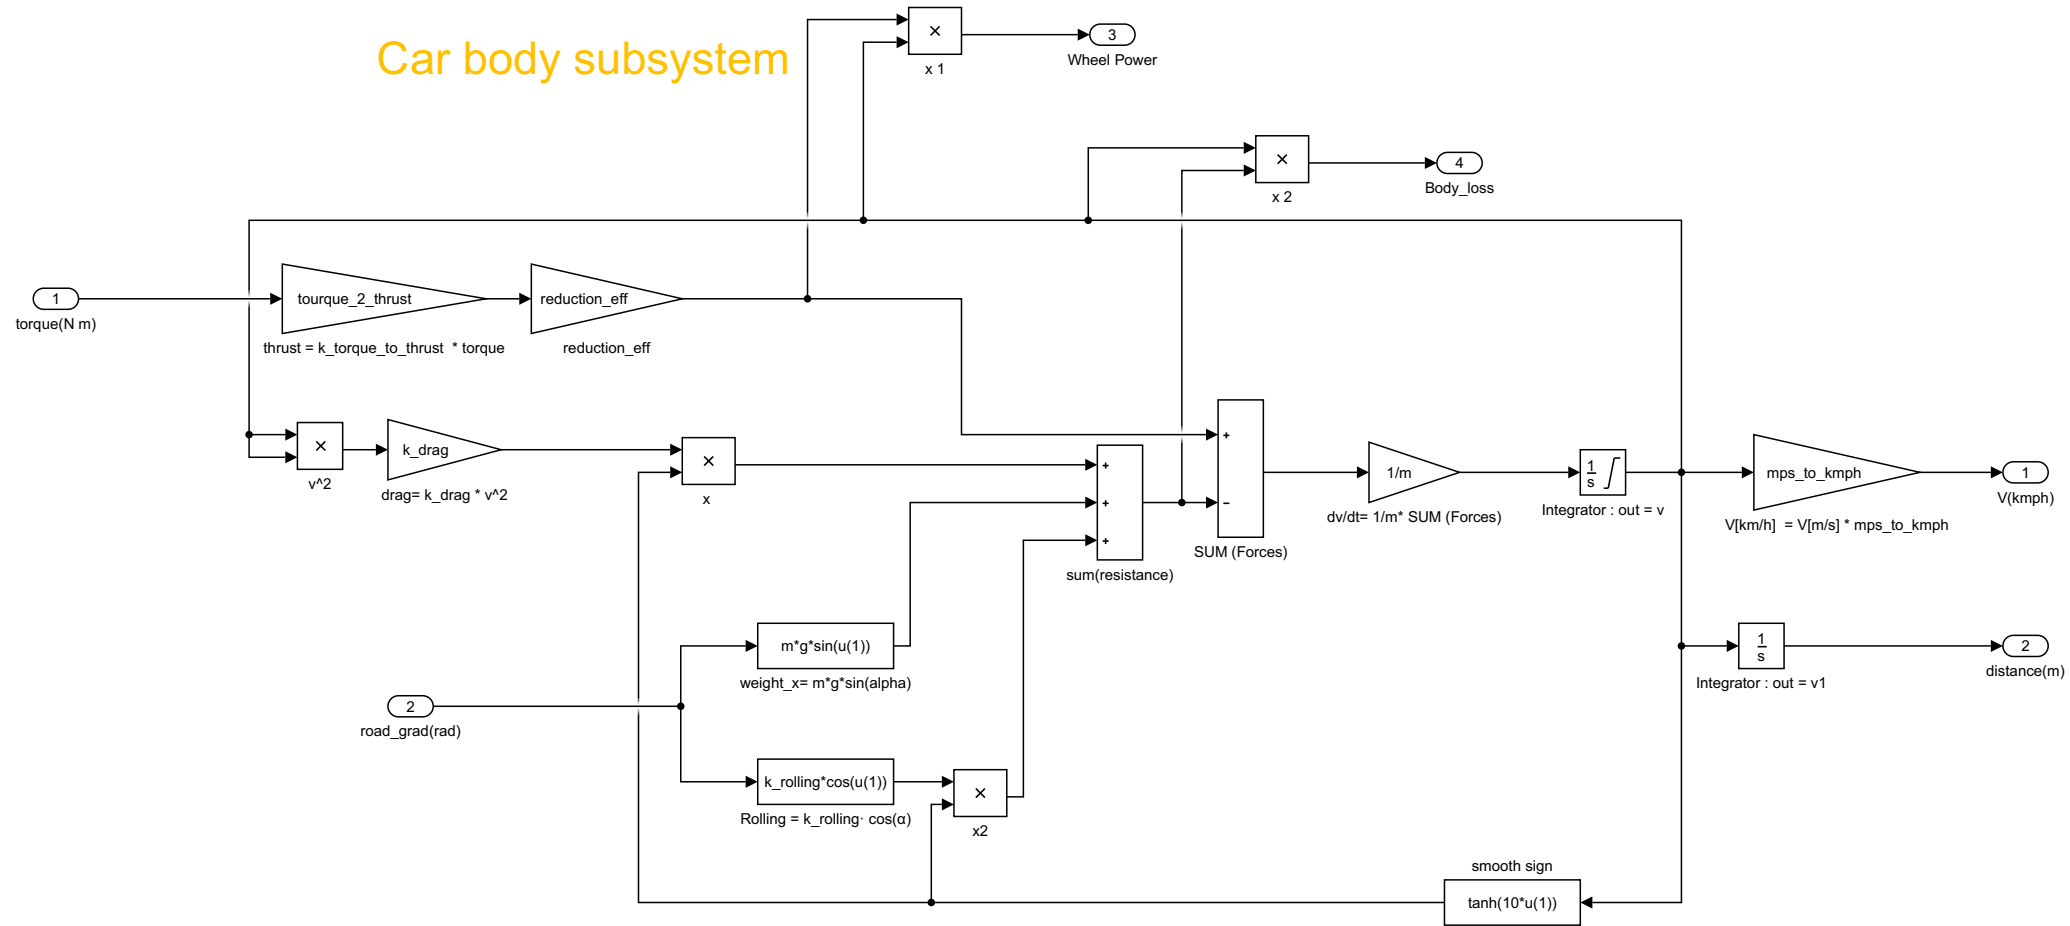 Car body subsystem
×
x 1
3
Wheel Power
×
x 2
4
Body_loss
1
torque(N m)
tourque_2_thrust
thrust = k_torque_to_thrust  * torque
reduction_eff
reduction_eff
×
v^2
k_drag
drag= k_drag * v^2
×
x
+
+
+
sum(resistance)
+
−
SUM (Forces)
1/m
dv/dt= 1/m* SUM (Forces)
1
s
Integrator : out = v
mps_to_kmph
V[km/h]  = V[m/s] * mps_to_kmph
1
V(kmph)
m*g*sin(u(1))
weight_x= m*g*sin(alpha)
1
s
Integrator : out = v1
2
distance(m)
2
road_grad(rad)
k_rolling*cos(u(1))
Rolling = k_rolling· cos(α)
×
x2
smooth sign
tanh(10*u(1))